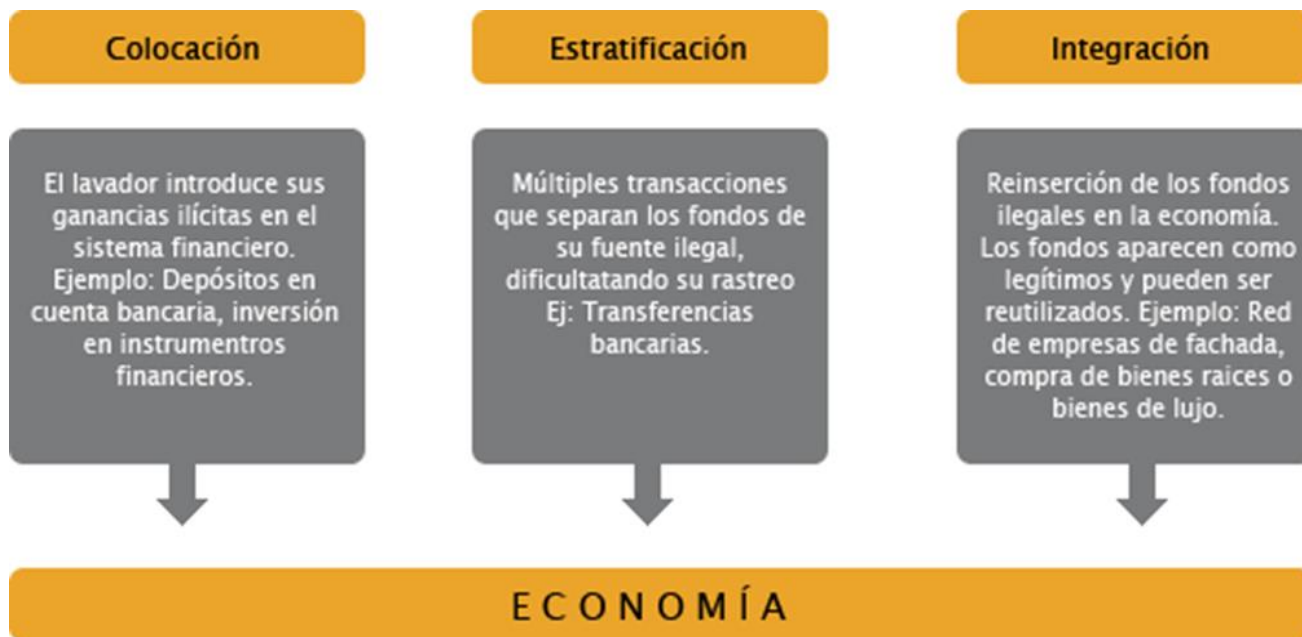 Colocación
El lavador introduce sus
ganancias ilícitas en el
sistema financiero.
Ejemplo: Depósitos en
cuenta bancaria, inversión
en instrumentros
financieros.
Estratificación
Múltiples transacciones
que separan los fondos de
su fuente ilegal,
dificultatando su rastreo
Ej: Transferencias
bancarias.
Integración
Reinserción de los fondos
ilegales en la economía.
Los fondos aparecen como
legítimos y pueden ser
reutilizados. Ejemplo: Red
de empresas de fachada,
compra de bienes raices o
bienes de lujo.
ECONOMÍA